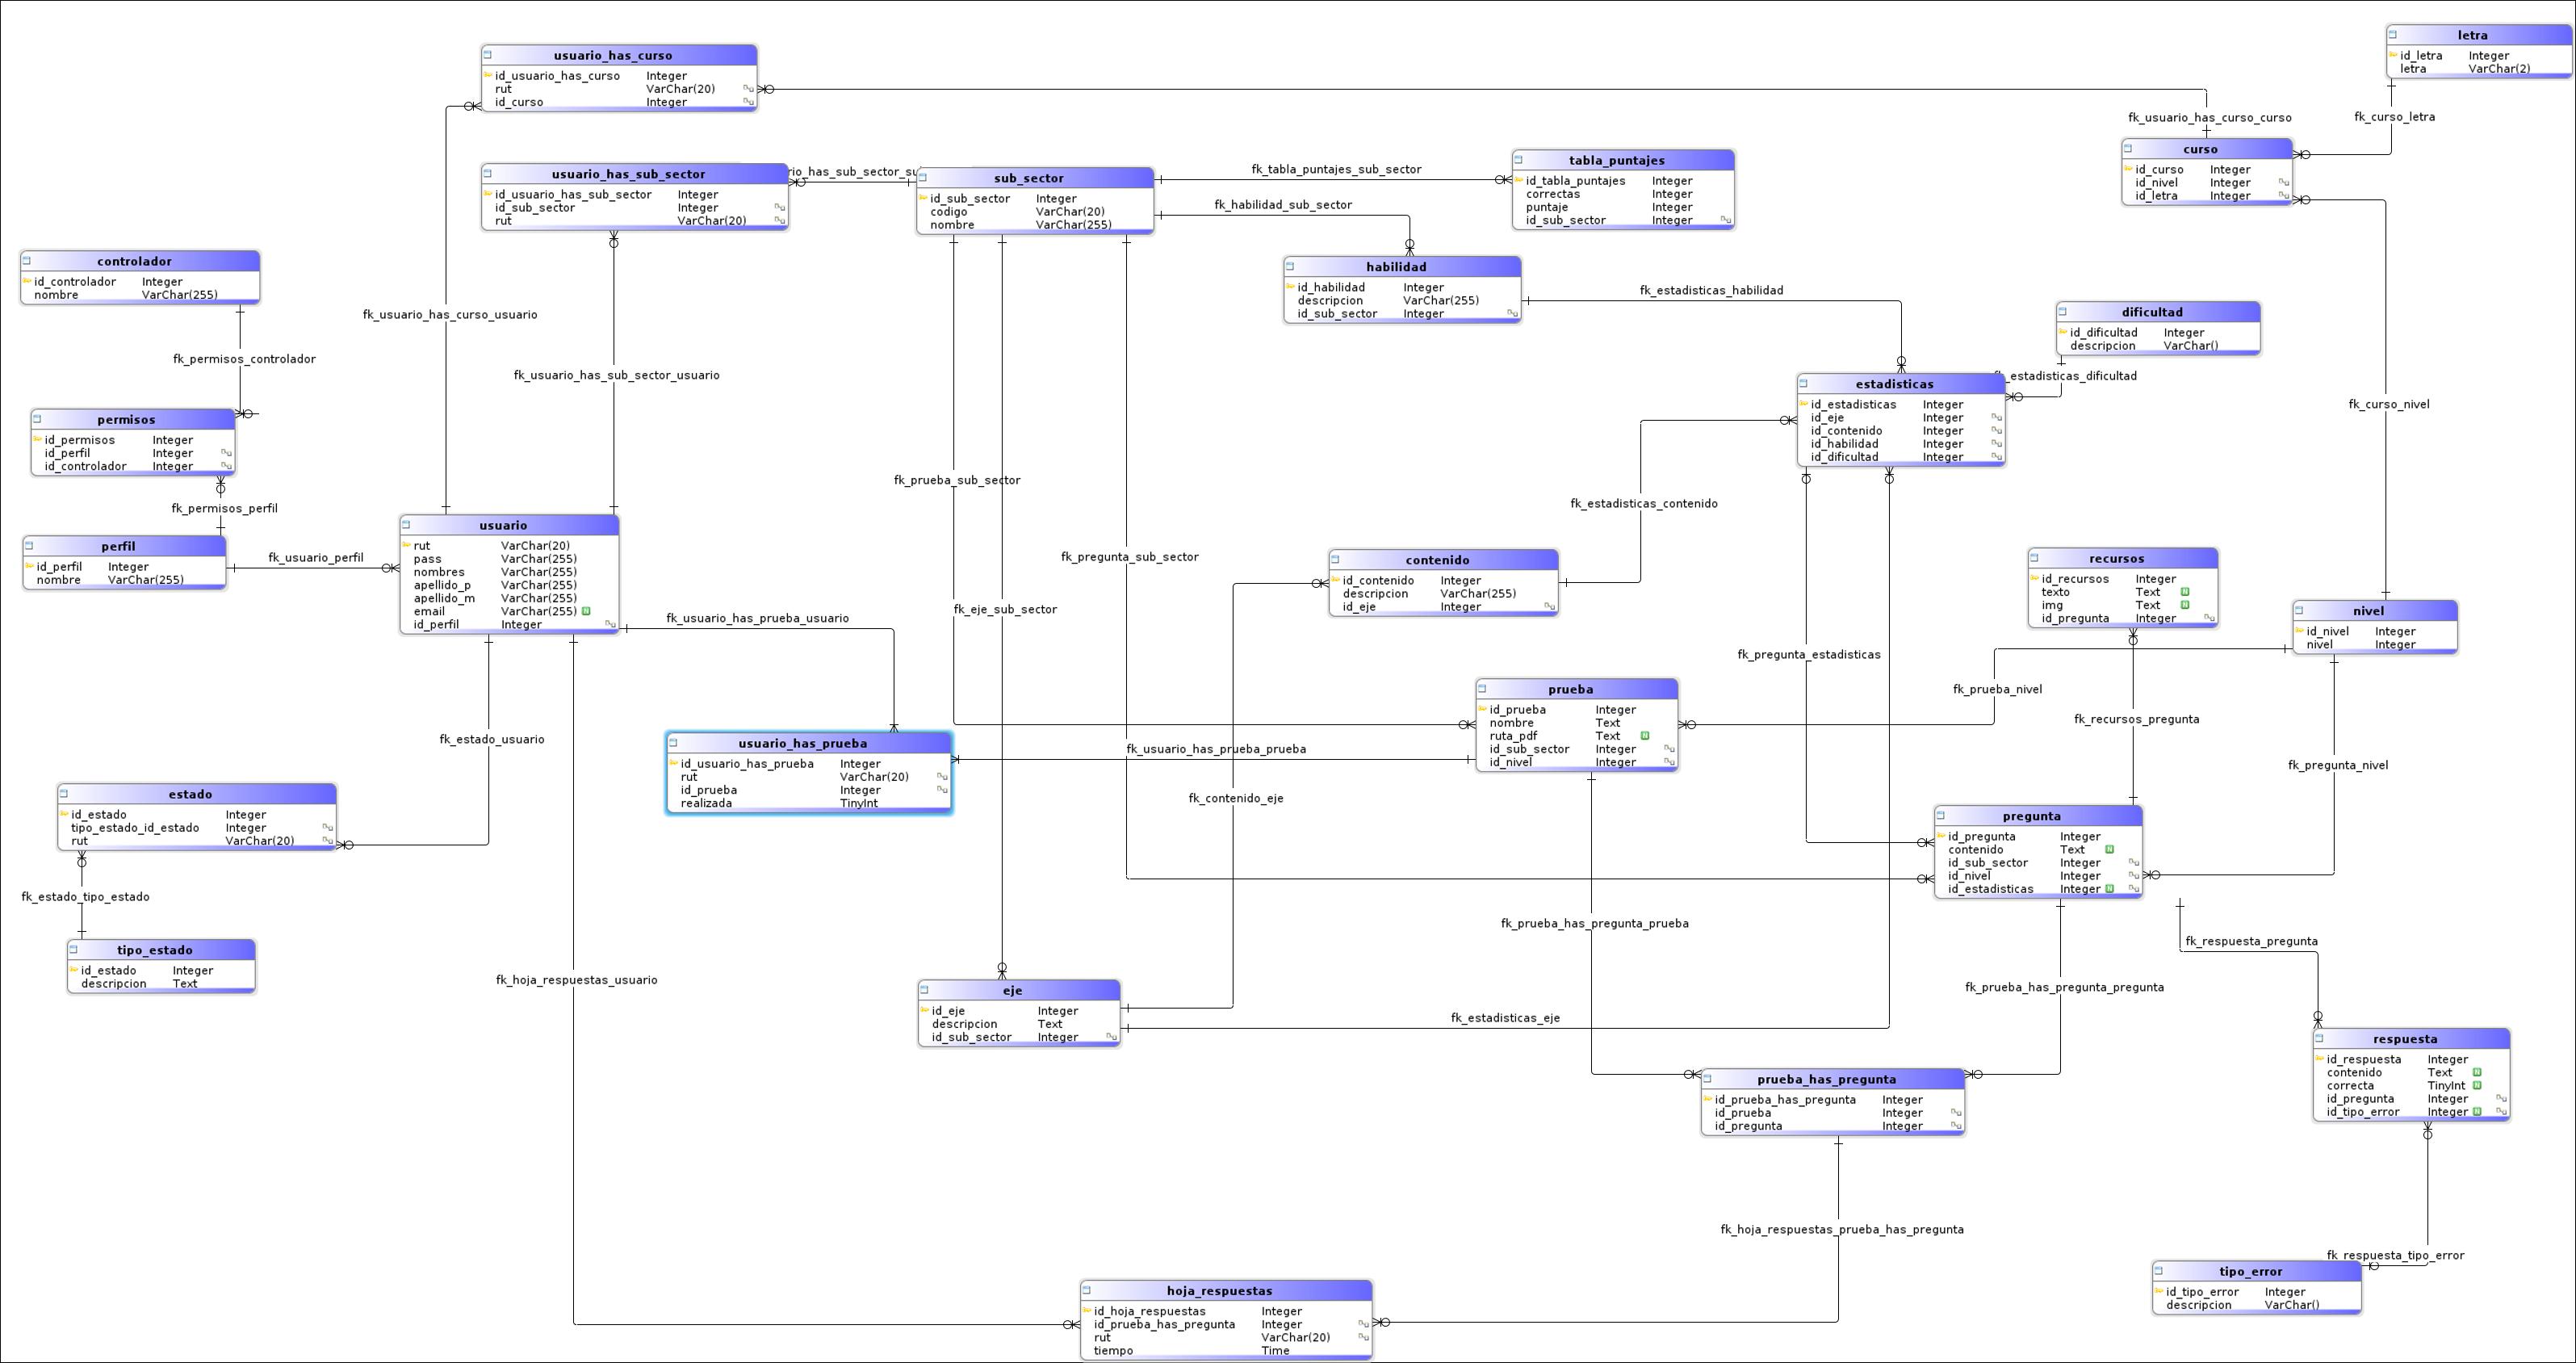 usuario_has_curso
id_usuario_has_curso Integer
rut VarChar(20)
id_curso Integer
letra
id_letra Integer
letra VarChar(2)
fk_usuario_has_curso_curso
fk_curso_letra
curso
id_curso Integer
id_nivel Integer
id_letra Integer
usuario_has_sub_sector
id_usuario_has_sub_sector Integer
id_sub_sector Integer
rut VarChar(20)
sub_sector
id_sub_sector Integer
codigo VarChar(20)
nombre VarChar(255)
fk_tabla_puntajes_sub_sector
fk_habilidad_sub_sector
tabla_puntajes
id_tabla_puntajes Integer
correctas Integer
puntaje Integer
id_sub_sector Integer
controlador
id_controlador Integer
nombre VarChar(255)
habilidad
id_habilidad Integer
descripcion VarChar(255)
id_sub_sector Integer
fk_estadisticas_habilidad
fk_usuario_has_curso_usuario
dificultad
id_dificultad Integer
descripcion VarChar()
fk_permisos_controlador
fk_usuario_has_sub_sector_usuario
_estadisticas_dificultad
estadisticas
id_estadisticas Integer
id_eje Integer
id_contenido Integer
id_habilidad Integer
id_dificultad Integer
fk_curso_nivel
permisos
id_permisos Integer
id_perfil Integer
id_controlador Integer
fk_prueba_sub_sector
fk_estadisticas_contenido
fk_permisos_perfil
perfil
id_perfil Integer
nombre VarChar(255)
fk_usuario_perfil
usuario
rut VarChar(20)
pass VarChar(255)
nombres VarChar(255)
apellido_p VarChar(255)
apellido_m VarChar(255)
email VarChar(255) N
id_perfil Integer
fk_pregunta_sub_sector
contenido
id_contenido Integer
descripcion VarChar(255)
id_eje Integer
recursos
id_recursos Integer
texto Text N
img Text N
id_pregunta Integer
nivel
id_nivel Integer
nivel Integer
fk_eje_sub_sector
fk_usuario_has_prueba_usuario
fk_pregunta_estadisticas
prueba
id_prueba Integer
nombre Text
ruta_pdf Text N
id_sub_sector Integer
id_nivel Integer
fk_prueba_nivel
fk_recursos_pregunta
fk_estado_usuario
usuario_has_prueba
id_usuario_has_prueba Integer
rut VarChar(20)
id_prueba Integer
realizada TinyInt
fk_usuario_has_prueba_prueba
fk_pregunta_nivel
fk_contenido_eje
estado
id_estado Integer
tipo_estado_id_estado Integer
rut VarChar(20)
pregunta
id_pregunta Integer
contenido Text N
id_sub_sector Integer
id_nivel Integer
id_estadisticas Integer N
fk_estado_tipo_estado
fk_prueba_has_pregunta_prueba
fk_respuesta_pregunta
tipo_estado
id_estado Integer
descripcion Text
fk_hoja_respuestas_usuario
fk_prueba_has_pregunta_pregunta
eje
id_eje Integer
descripcion Text
id_sub_sector Integer
fk_estadisticas_eje
respuesta
id_respuesta Integer
contenido Text N
correcta TinyInt N
id_pregunta Integer
id_tipo_error Integer N
prueba_has_pregunta
id_prueba_has_pregunta Integer
id_prueba Integer
id_pregunta Integer
fk_hoja_respuestas_prueba_has_pregunta
fk_respuesta_tipo_error
tipo_error
id_tipo_error Integer
descripcion VarChar()
hoja_respuestas
id_hoja_respuestas Integer
id_prueba_has_pregunta Integer
rut VarChar(20)
tiempo Time